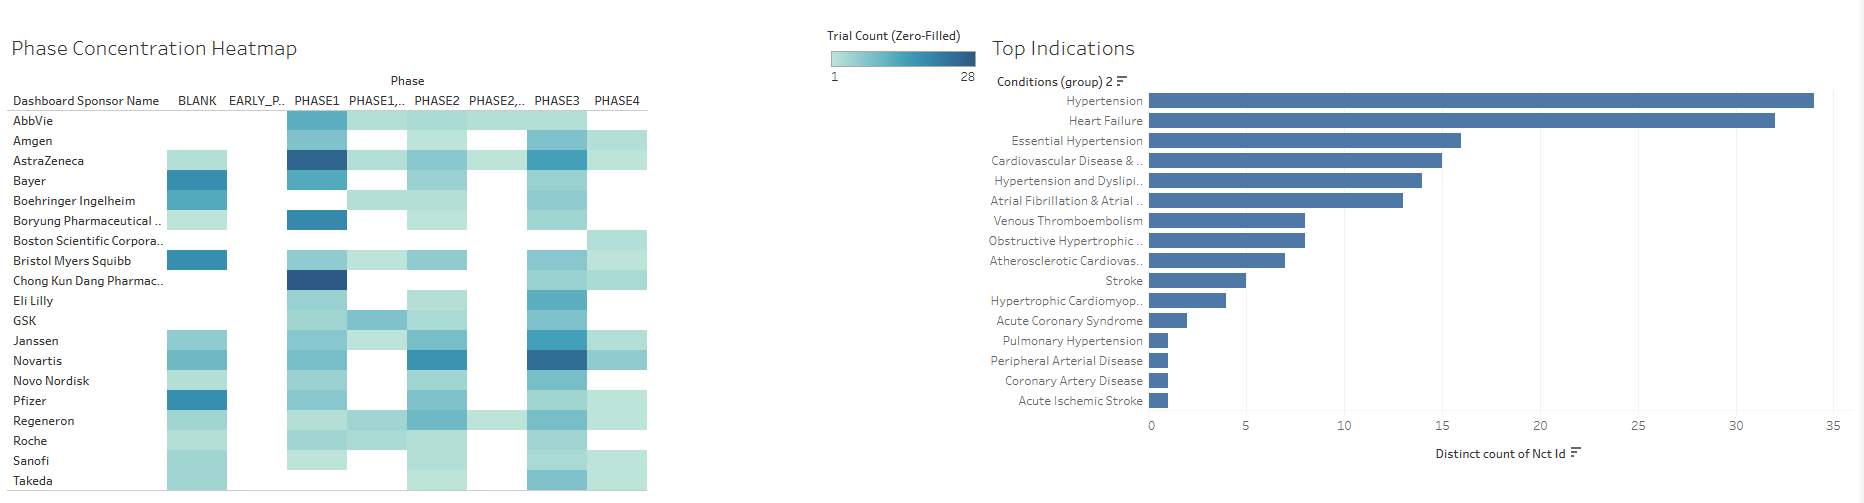 Phase Concentration Heatmap
Phase
Dashboard Sponsor Name BLANK EARLY_P.. PHASE1 PHASE1,.. PHASE2 PHASE2,.. PHASE3 PHASE4
AbbVie
Amgen
AstraZeneca
Bayer
Boehringer Ingelheim
Boryung Pharmaceutical ..
Boston Scientific Corpora..
Bristol Myers Squibb
Chong Kun Dang Pharmac..
Eli Lilly
GSK
Janssen
Novartis
Novo Nordisk
Pfizer
Regeneron
Roche
Sanofi
Takeda
Trial Count (Zero-Filled)
1 28
Top Indications
Conditions (group) 2
Hypertension
Heart Failure
Essential Hypertension
Cardiovascular Disease & ..
Hypertension and Dyslipi..
Atrial Fibrillation & Atrial ..
Venous Thromboembolism
Obstructive Hypertrophic ..
Atherosclerotic Cardiovas..
Stroke
Hypertrophic Cardiomyop..
Acute Coronary Syndrome
Pulmonary Hypertension
Peripheral Arterial Disease
Coronary Artery Disease
Acute Ischemic Stroke
0 5 10 15 20 25 30 35
Distinct count of Nct Id